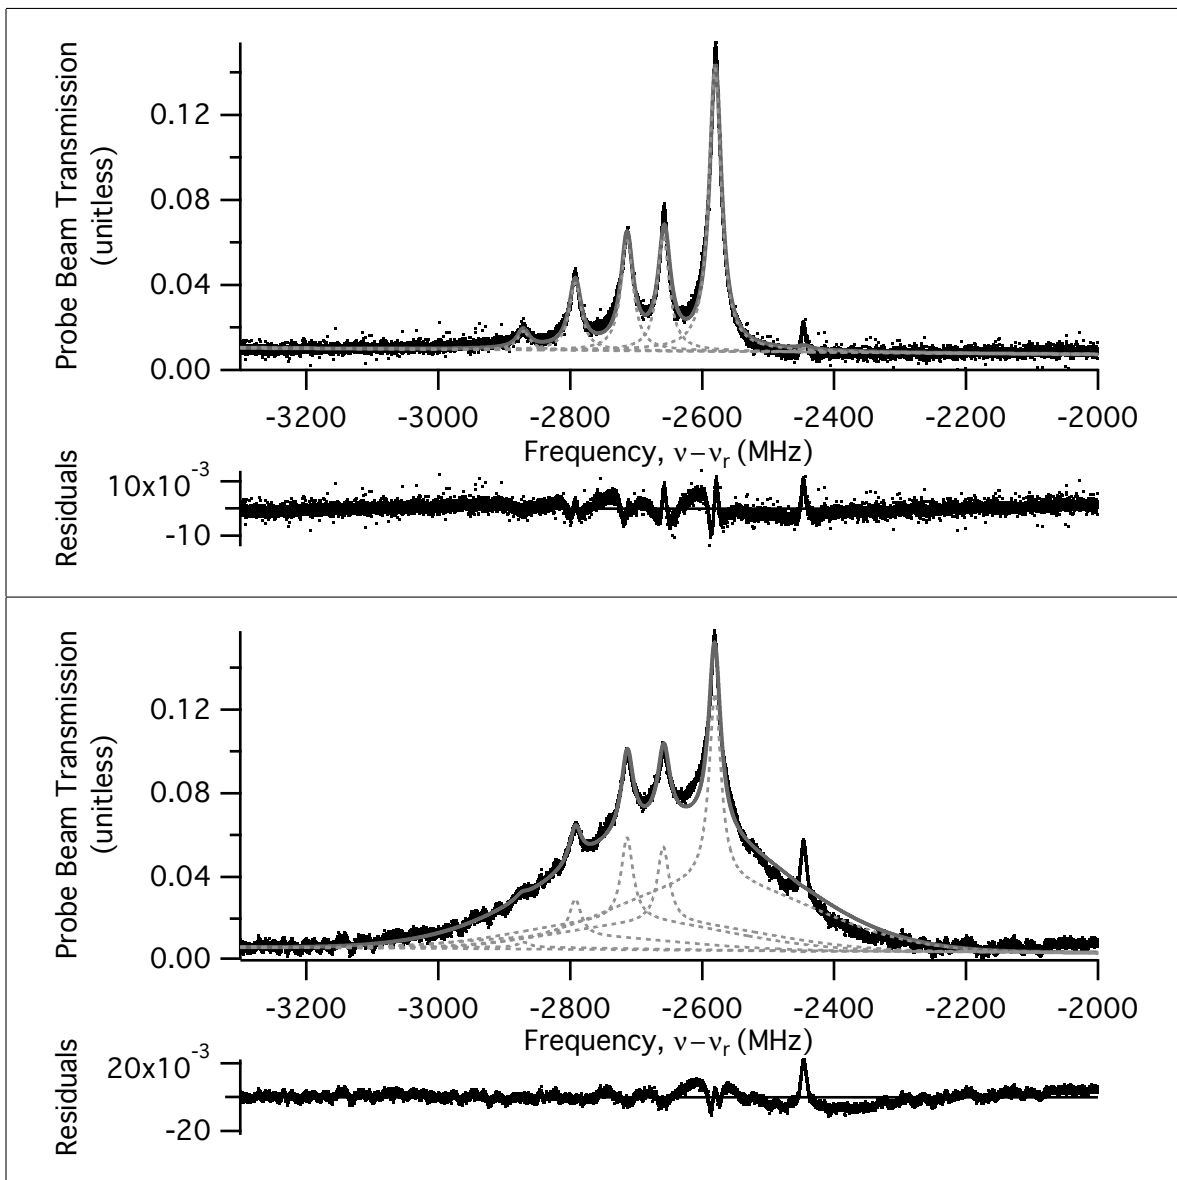 Probe Beam Transmission
(unitless)
0.12
0.08
0.04
0.00
-3200 -3000 -2800 -2600 -2400 -2200 -2000
Frequency, ν–νr (MHz)
Residuals
10x10-3
-10
Probe Beam Transmission
(unitless)
0.12
0.08
0.04
0.00
-3200 -3000 -2800 -2600 -2400 -2200 -2000
Frequency, ν–νr (MHz)
Residuals
20x10-3
-20